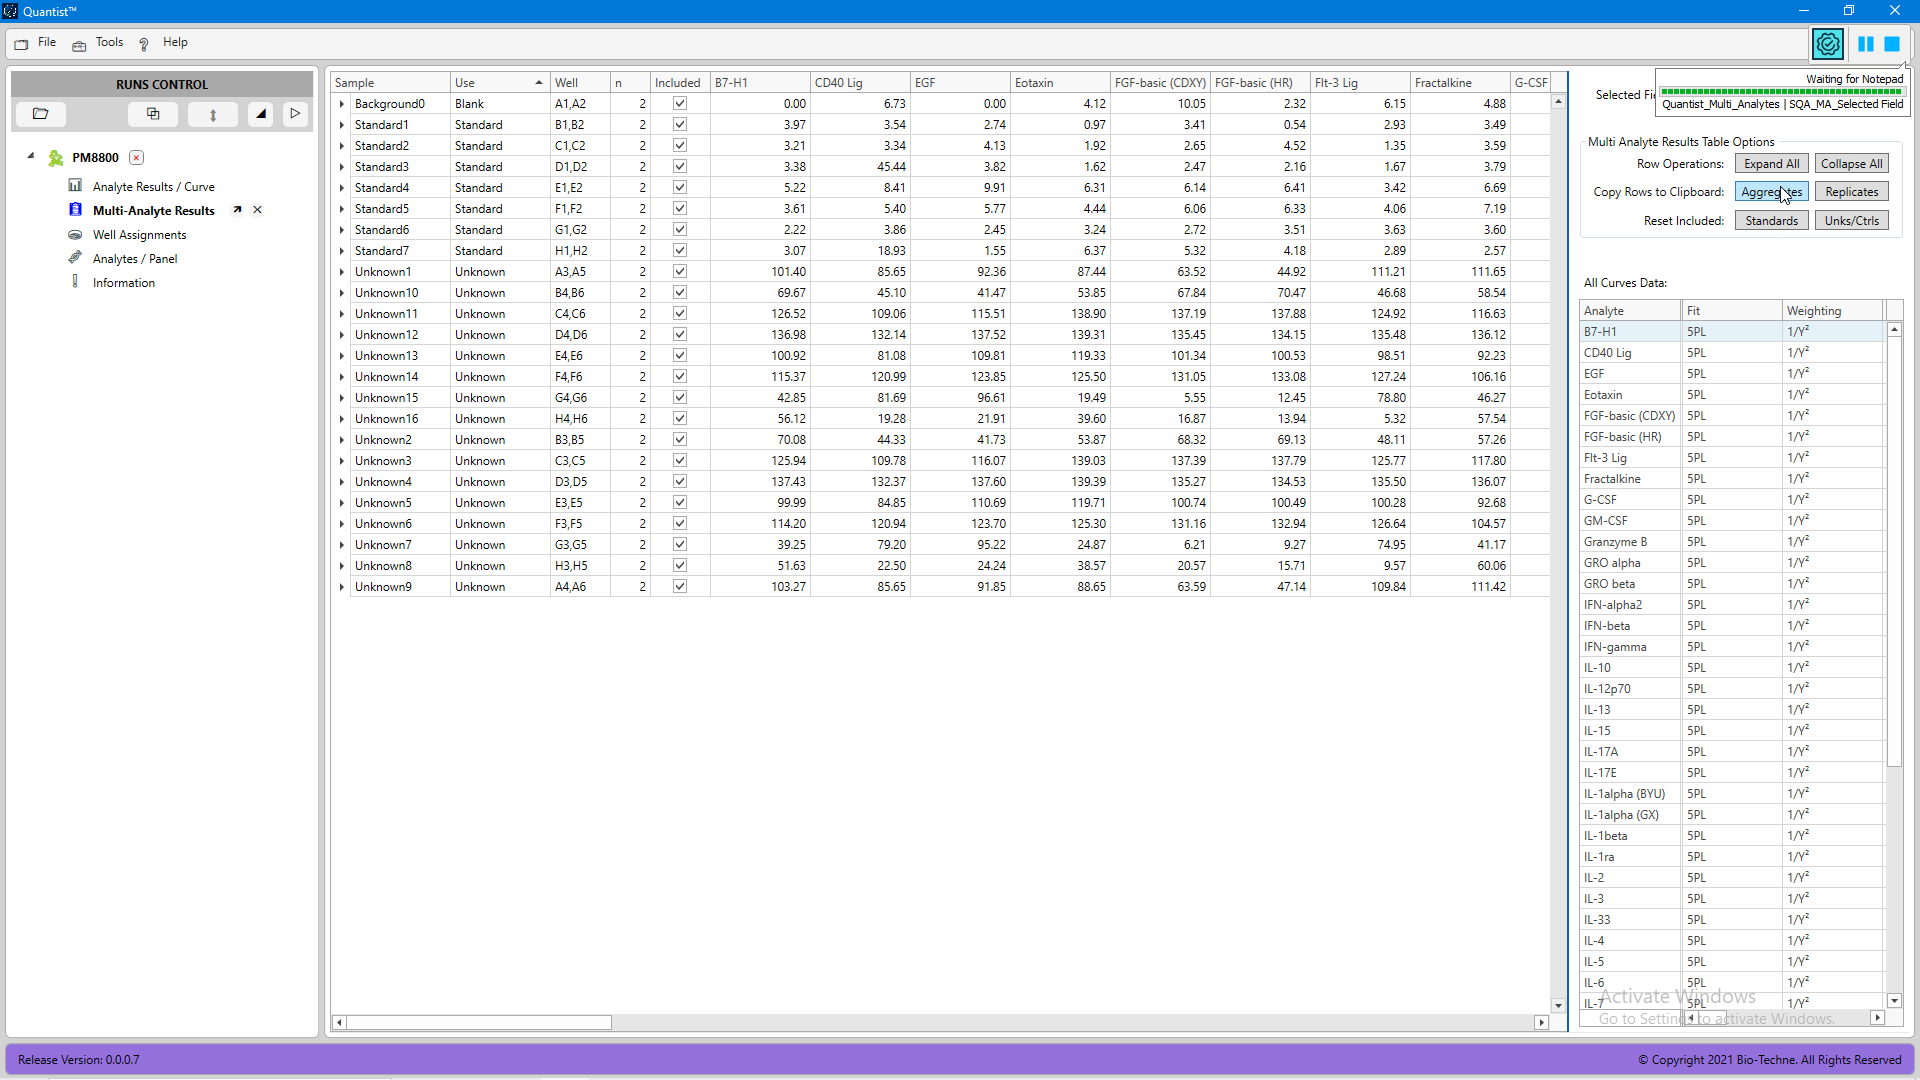 Quantist™
File Tools Help
Waiting for Notepad
Quantist_Multi_Analytes | SQA_MA_Selected Field
RUNS CONTROL
PM8800
Analyte Results / Curve
Multi-Analyte Results
Well Assignments
Analytes / Panel
Information
Sample Use Well n Included B7-H1 CD40 Lig EGF Eotaxin FGF-basic (CDXY) FGF-basic (HR) Flt-3 Lig Fractalkine G-CSF
Background0 Blank A1,A2 2 0.00 6.73 0.00 4.12 10.05 2.32 6.15 4.88
Standard1 Standard B1,B2 2 3.97 3.54 2.74 0.97 3.41 0.54 2.93 3.49
Standard2 Standard C1,C2 2 3.21 3.34 4.13 1.92 2.65 4.52 1.35 3.59
Standard3 Standard D1,D2 2 3.38 45.44 3.82 1.62 2.47 2.16 1.67 3.79
Standard4 Standard E1,E2 2 5.22 8.41 9.91 6.31 6.14 6.41 3.42 6.69
Standard5 Standard F1,F2 2 3.61 5.40 5.77 4.44 6.06 6.33 4.06 7.19
Standard6 Standard G1,G2 2 2.22 3.86 2.45 3.24 2.72 3.51 3.63 3.60
Standard7 Standard H1,H2 2 3.07 18.93 1.55 6.37 5.32 4.18 2.89 2.57
Unknown1 Unknown A3,A5 2 101.40 85.65 92.36 87.44 63.52 44.92 111.21 111.65
Unknown10 Unknown B4,B6 2 69.67 45.10 41.47 53.85 67.84 70.47 46.68 58.54
Unknown11 Unknown C4,C6 2 126.52 109.06 115.51 138.90 137.19 137.88 124.92 116.63
Unknown12 Unknown D4,D6 2 136.98 132.14 137.52 139.31 135.45 134.15 135.48 136.12
Unknown13 Unknown E4,E6 2 100.92 81.08 109.81 119.33 101.34 100.53 98.51 92.23
Unknown14 Unknown F4,F6 2 115.37 120.99 123.85 125.50 131.05 133.08 127.24 106.16
Unknown15 Unknown G4,G6 2 42.85 81.69 96.61 19.49 5.55 12.45 78.80 46.27
Unknown16 Unknown H4,H6 2 56.12 19.28 21.91 39.60 16.87 13.94 5.32 57.54
Unknown2 Unknown B3,B5 2 70.08 44.33 41.73 53.87 68.32 69.13 48.11 57.26
Unknown3 Unknown C3,C5 2 125.94 109.78 116.07 139.03 137.39 137.79 125.77 117.80
Unknown4 Unknown D3,D5 2 137.43 132.37 137.60 139.39 135.27 134.53 135.50 136.07
Unknown5 Unknown E3,E5 2 99.99 84.85 110.69 119.71 100.74 100.49 100.28 92.68
Unknown6 Unknown F3,F5 2 114.20 120.94 123.70 125.30 131.16 132.94 126.64 104.57
Unknown7 Unknown G3,G5 2 39.25 79.20 95.22 24.87 6.21 9.27 74.95 41.17
Unknown8 Unknown H3,H5 2 51.63 22.50 24.24 38.57 20.57 15.71 9.57 60.06
Unknown9 Unknown A4,A6 2 103.27 85.65 91.85 88.65 63.59 47.14 109.84 111.42
Selected
Multi Analyte Results Table Options
Row Operations: Expand All Collapse All
Copy Rows to Clipboard: Aggregates Replicates
Reset Included: Standards Unks/Ctrls
All Curves Data:
Analyte Fit Weighting
B7-H1 5PL 1/Y²
CD40 Lig 5PL 1/Y²
EGF 5PL 1/Y²
Eotaxin 5PL 1/Y²
FGF-basic (CDXY) 5PL 1/Y²
FGF-basic (HR) 5PL 1/Y²
Flt-3 Lig 5PL 1/Y²
Fractalkine 5PL 1/Y²
G-CSF 5PL 1/Y²
GM-CSF 5PL 1/Y²
Granzyme B 5PL 1/Y²
GRO alpha 5PL 1/Y²
GRO beta 5PL 1/Y²
IFN-alpha2 5PL 1/Y²
IFN-beta 5PL 1/Y²
IFN-gamma 5PL 1/Y²
IL-10 5PL 1/Y²
IL-12p70 5PL 1/Y²
IL-13 5PL 1/Y²
IL-15 5PL 1/Y²
IL-17A 5PL 1/Y²
IL-17E 5PL 1/Y²
IL-1alpha (BYU) 5PL 1/Y²
IL-1alpha (GX) 5PL 1/Y²
IL-1beta 5PL 1/Y²
IL-1ra 5PL 1/Y²
IL-2 5PL 1/Y²
IL-3 5PL 1/Y²
IL-33 5PL 1/Y²
IL-4 5PL 1/Y²
IL-5 5PL 1/Y²
IL-6 5PL 1/Y²
IL-7 5PL 1/Y²
Activate Windows
Go to Settings to activate Windows.
Release Version: 0.0.0.7
© Copyright 2021 Bio-Techne. All Rights Reserved